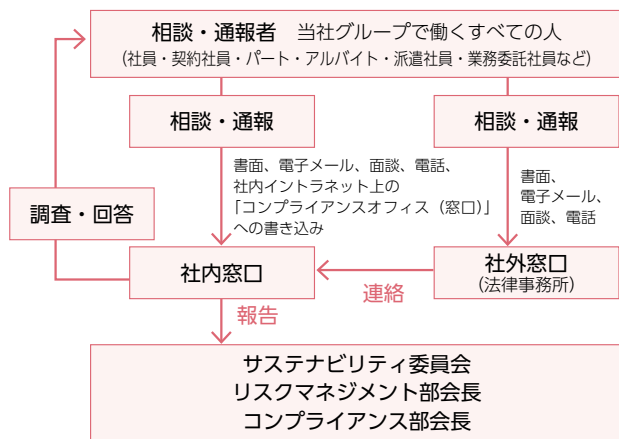 相談・通報者 当社グループで働くすべての人
（社員・契約社員・パート・アルバイト・派遣社員・業務委託社員など）
相談・通報
相談・通報
書面、電子メール、面談、電話、
社内イントラネット上の
「コンプライアンスオフィス（窓口）」
への書き込み
書面、
電子メール、
面談、電話
調査・回答
社内窓口
連絡
社外窓口
（法律事務所）
報告
サステナビリティ委員会
リスクマネジメント部会長
コンプライアンス部会長